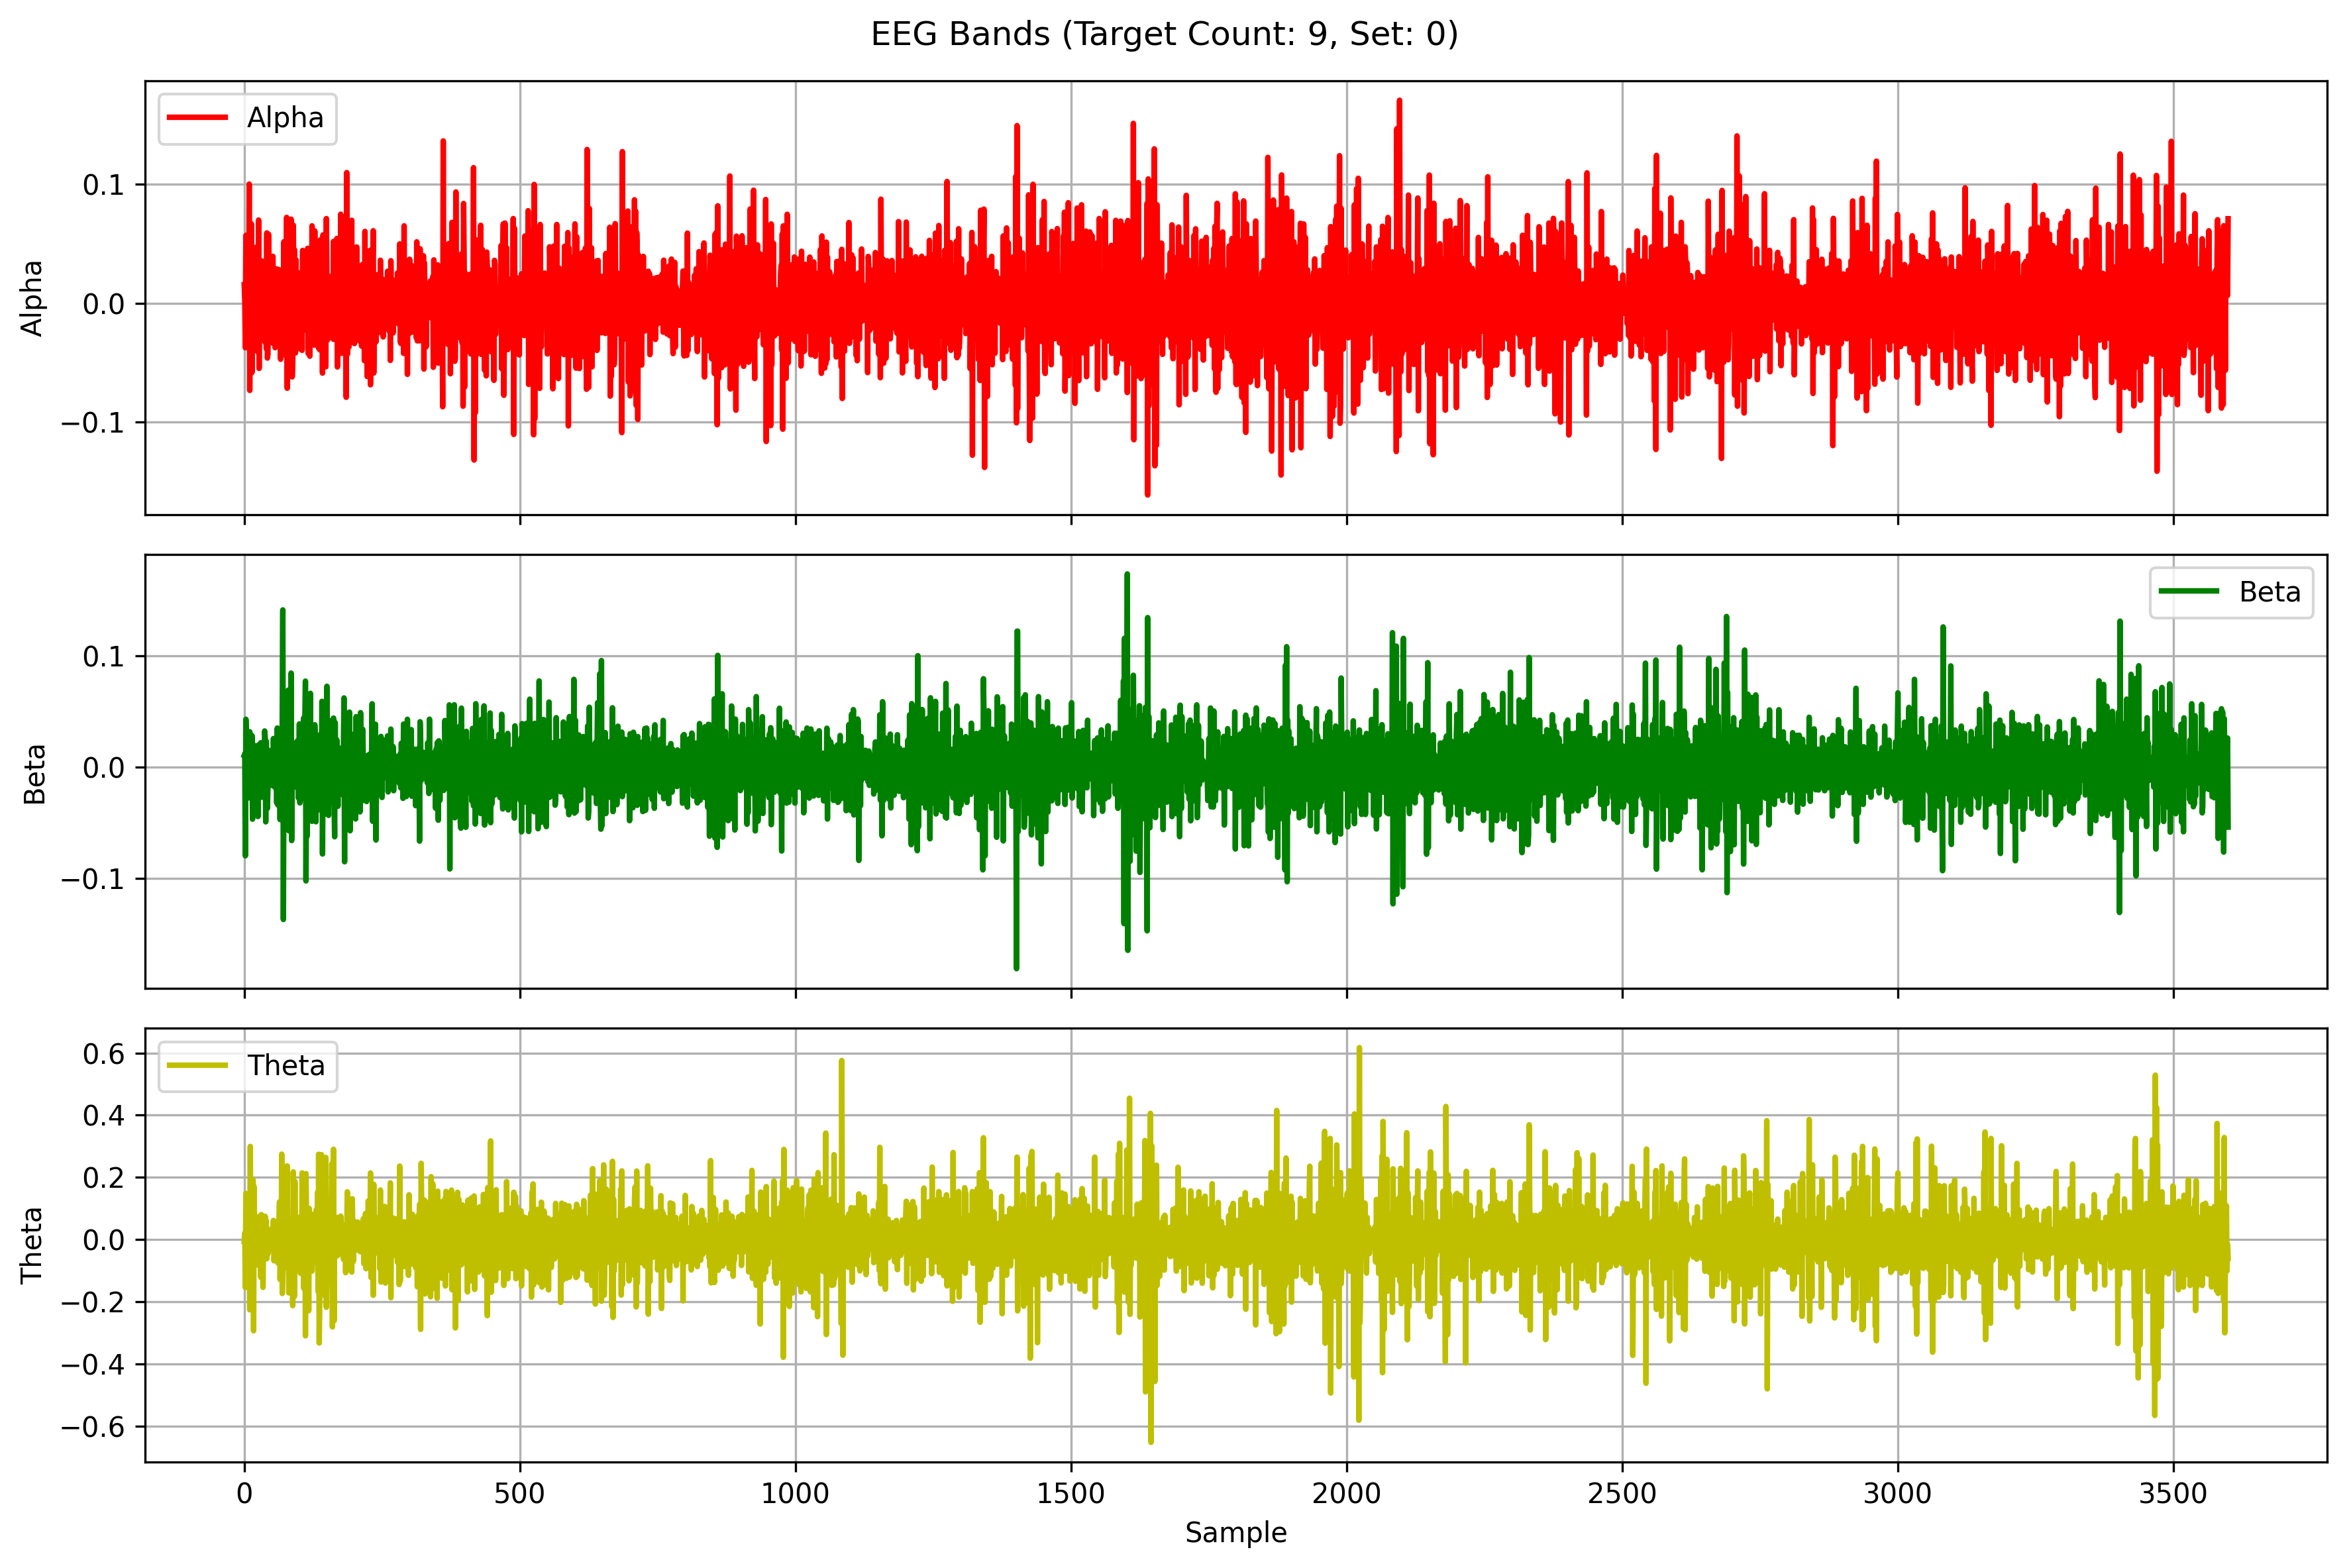 EEG Bands (Target Count: 9, Set: 0)
Alpha
0.1
0.0
−0.1
Alpha
Beta
0.1
0.0
−0.1
Beta
Theta
0.6
0.4
0.2
0.0
−0.2
−0.4
−0.6
Theta
0 500 1000 1500 2000 2500 3000 3500
Sample